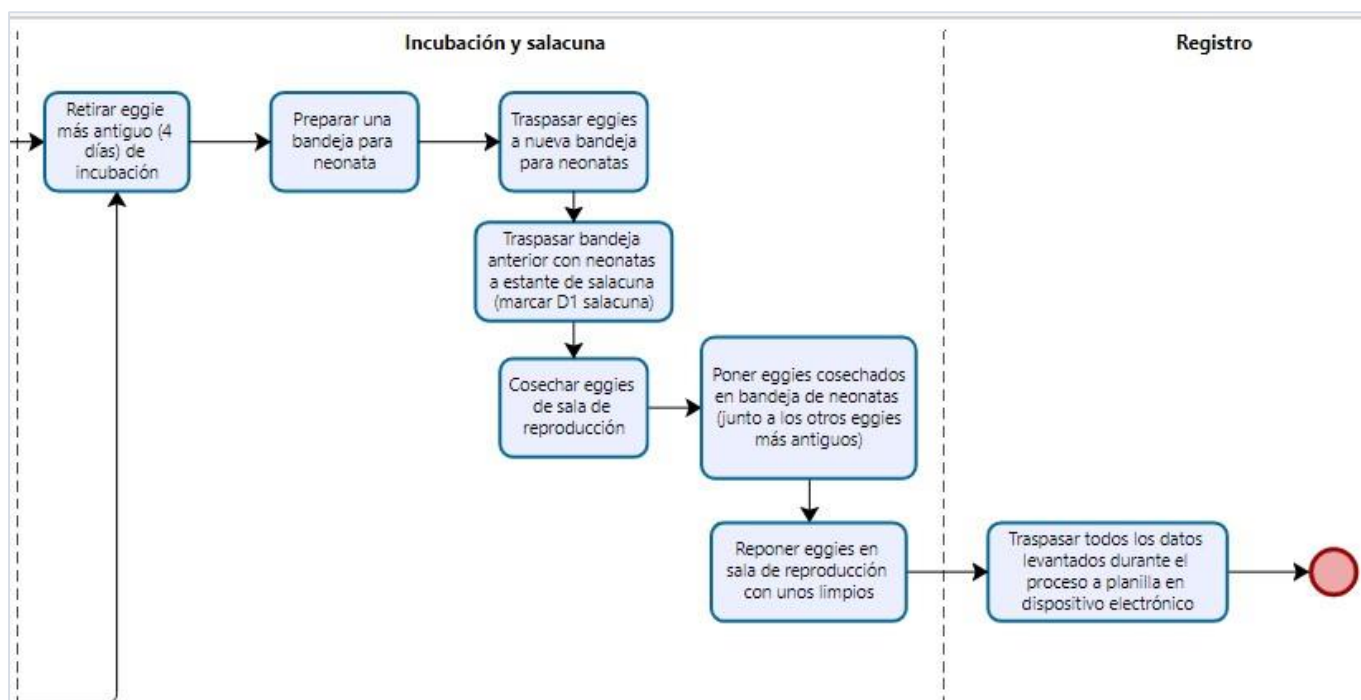 Incubación y salacuna
Registro
Retirar eggie
más antiguo (4
días) de
incubación
Preparar una
bandeja para
neonata
Traspasar eggies
a nueva bandeja
para neonatas
Traspasar bandeja
anterior con neonatas
a estante de salacuna
(marcar D1 salacuna)
Cosechar eggies
de sala de
reproducción
Poner eggies cosechados
en bandeja de neonatas
(junto a los otros eggies
más antiguos)
Reponer eggies en
sala de reproducción
con unos limpios
Traspasar todos los datos
levantados durante el
proceso a planilla en
dispositivo electrónico